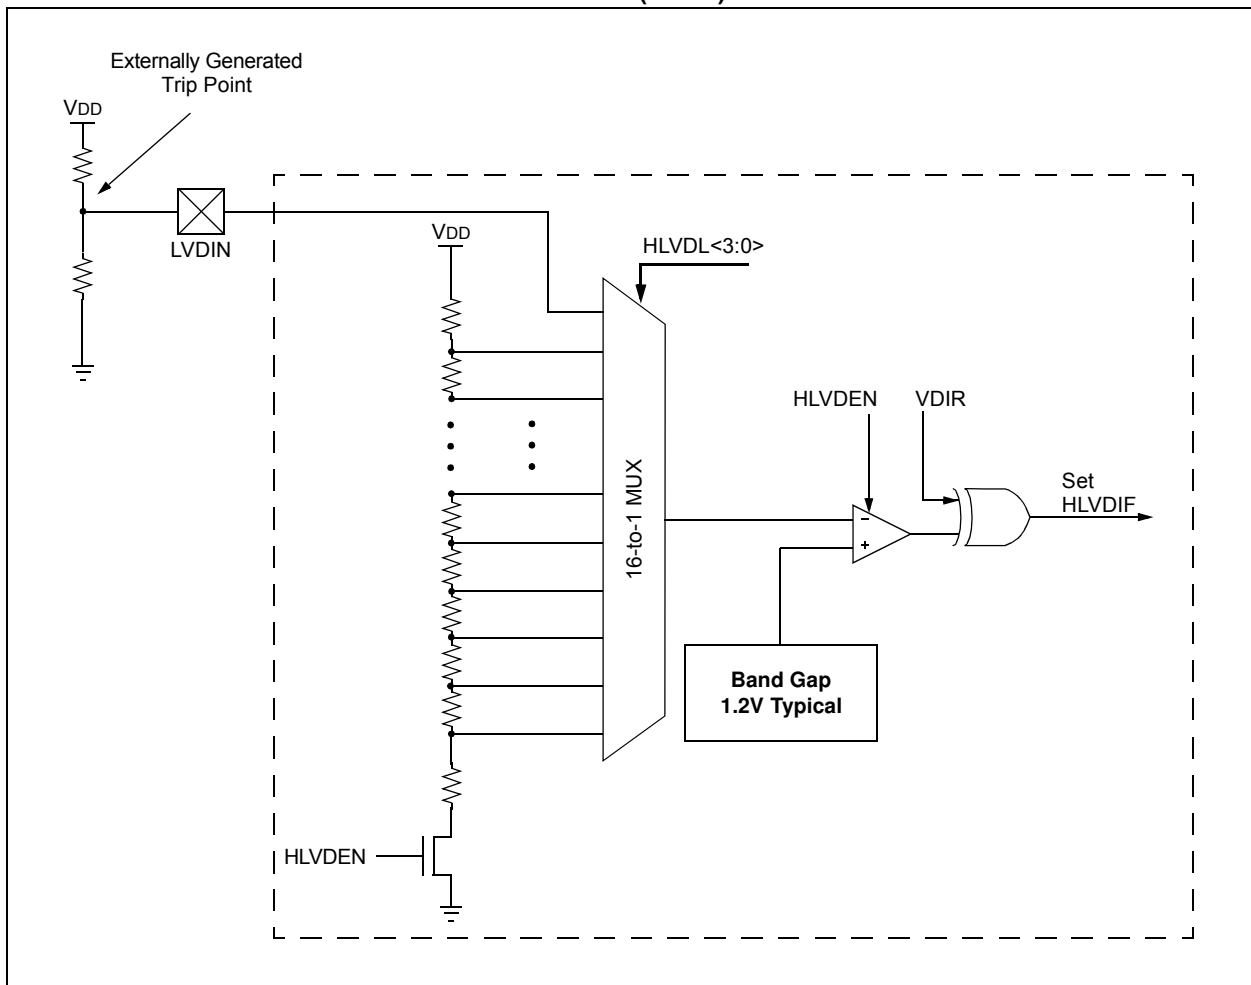 Externally Generated
Trip Point
VDD
LVDIN
VDD
HLVDL<3:0>
16-to-1 MUX
HLVDEN
VDIR
Set
HLVDIF
-
+
Band Gap
1.2V Typical
HLVDEN